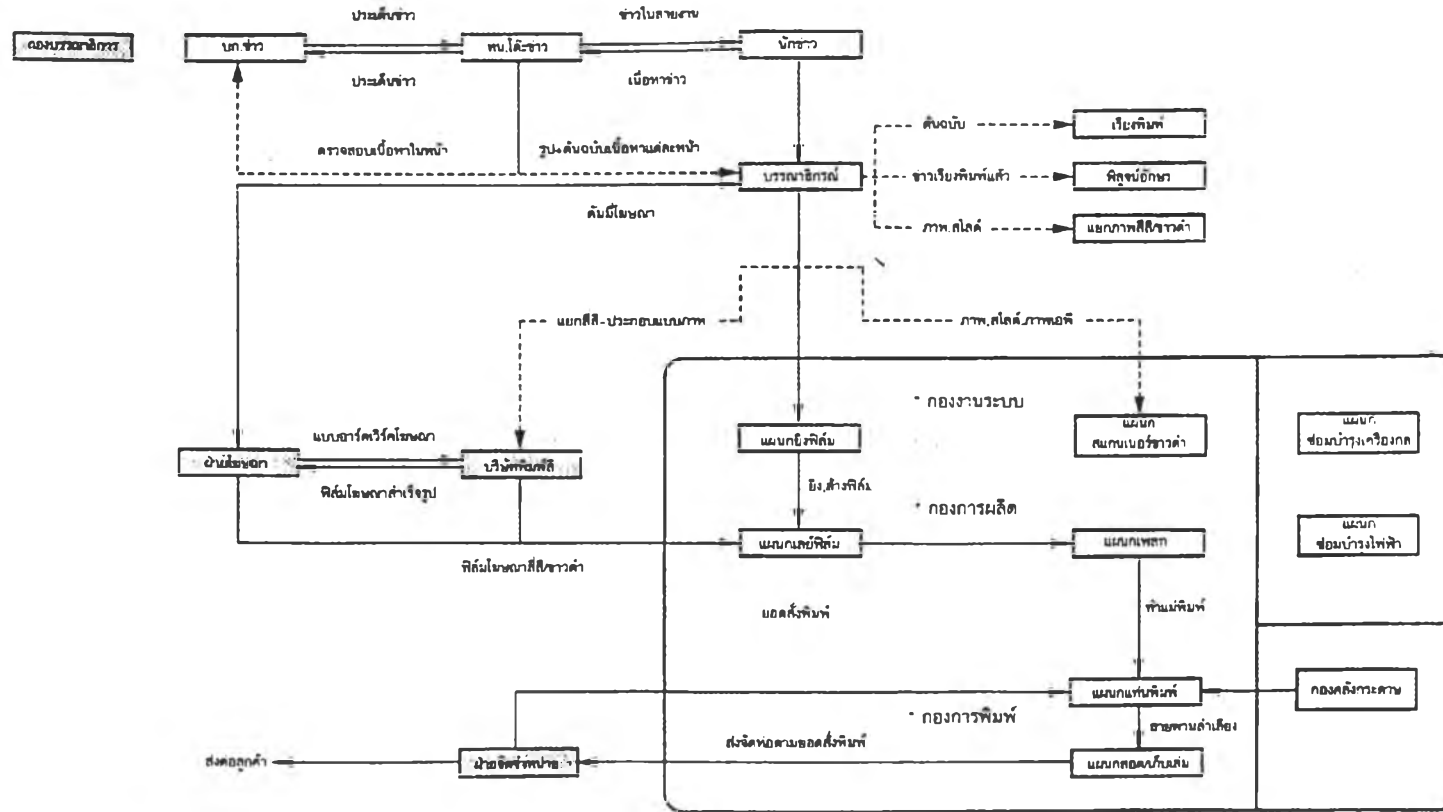 ประเด็นข่าว
ข่าวในสายงาน
กองบรรณาธิการ
บก.ข่าว
หน.โต๊ะข่าว
นักข่าว
ประเด็นข่าว
เนื้อหาข่าว
ต้นฉบับ
เรียงพิมพ์
ตรวจสอบเนื้อหาในหน้า
รูป+ต้นฉบับเนื้อหาแต่ละหน้า
บรรณาธิกรณ์
ข่าวเรียงพิมพ์แล้ว
พิสูจน์อักษร
ดัมมี่โฆษณา
ภาพ,สไลด์
แยกภาพสี่สี/ขาวดำ
แยกสี่สี-ประกอบแบบภาพ
ภาพ,สไลด์,ภาพเอพี
* กองงานระบบ
แผนกยิงฟิล์ม
แผนก
สแกนเนอร์ขาวดำ
แผนก
ซ่อมบำรุงเครื่องกล
แบบอาร์ตเวิร์คโฆษณา
ฝ่ายโฆษณา
ฟิล์มโฆษณาสำเร็จรูป
ยิง,ล้างฟิล์ม
* กองการผลิต
แผนกเลย์ฟิล์ม
แผนกเพลท
แผนก
ซ่อมบำรุงไฟฟ้า
ฟิล์มโฆษณาสี่สี/ขาวดำ
ยอดสั่งพิมพ์
ทำแม่พิมพ์
แผนกแท่นพิมพ์
กองคลังกระดาษ
* กองการพิมพ์
สายพานลำเลียง
ส่งจัดห่อตามยอดสั่งพิมพ์
ส่งต่อลูกค้า
ฝ่ายจัดจำหน่าย
แผนกสอด/เก็บเล่ม